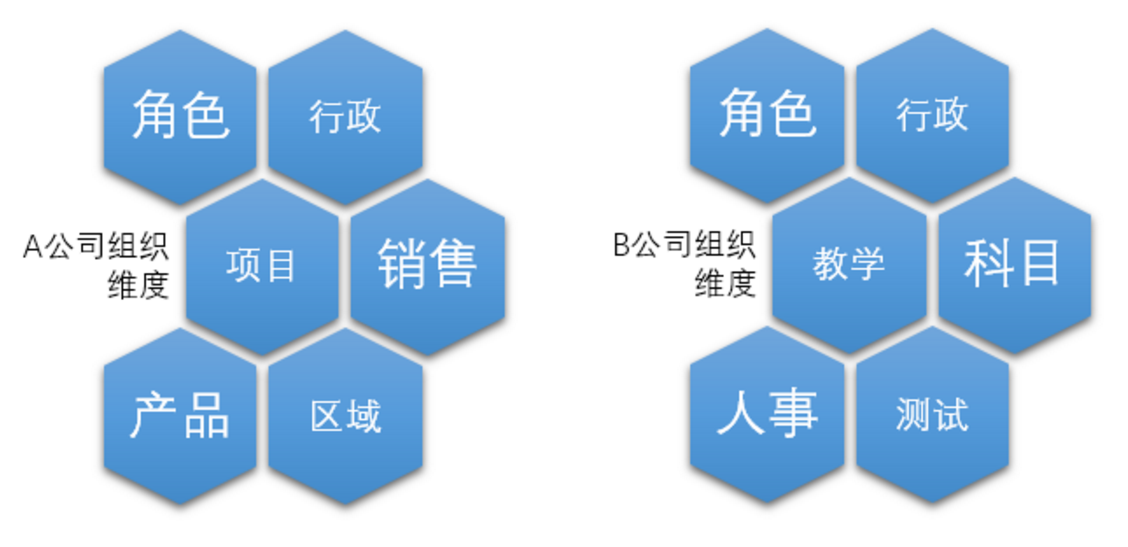 角色
行政
A公司组织
维度
项目
销售
产品
区域
角色
行政
B公司组织
维度
教学
科目
人事
测试